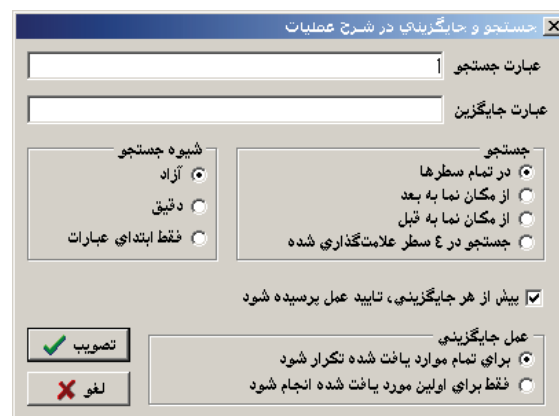 جستجو و جايگزيني در شرح عمليات
عبارت جستجو 1
عبارت جايگزين
جستجو
در تمام سطرها
از مكان نما به بعد
از مكان نما به قبل
جستجو در ٤ سطر علامت‌گذاري شده
شيوه جستجو
آزاد
دقيق
فقط ابتداي عبارات
پيش از هر جايگزيني، تاييد عمل پرسيده شود
عمل جايگزيني
براي تمام موارد يافت شده تكرار شود
فقط براي اولين مورد يافت شده انجام شود
تصويب
لغو